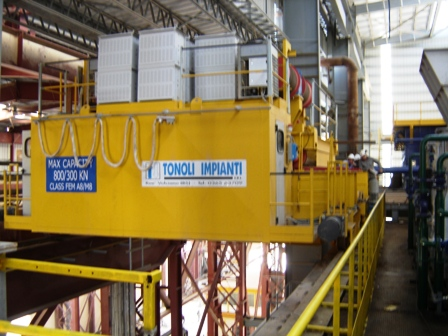 MAX CAPACITY
800/300 KN
CLASS FEM A8/M8
TONOLI IMPIANTI